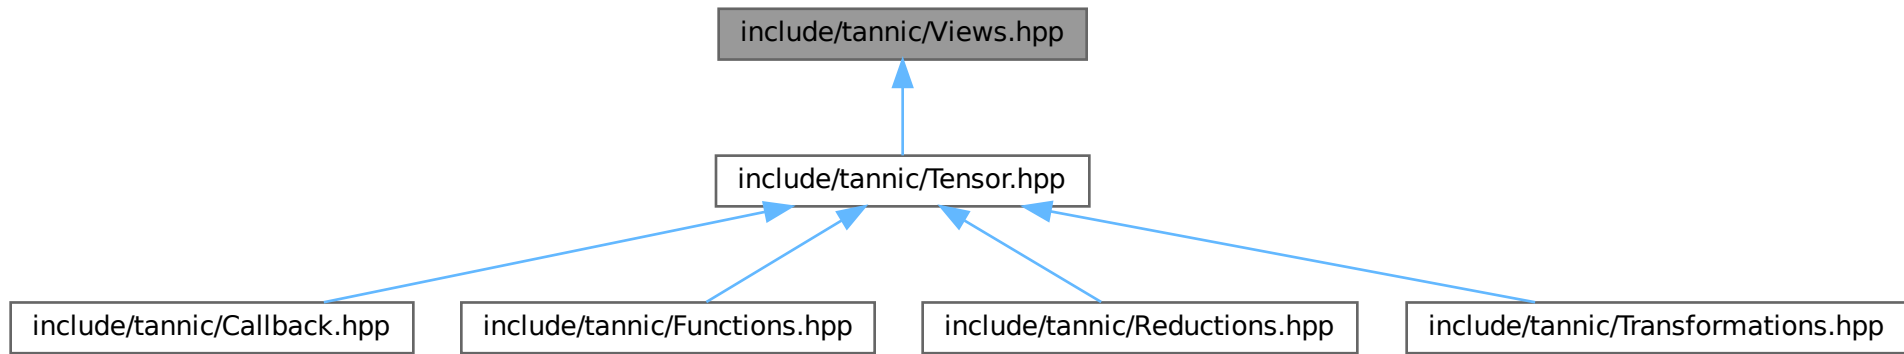 include/tannic/Views.hpp
include/tannic/Tensor.hpp
include/tannic/Callback.hpp
include/tannic/Functions.hpp
include/tannic/Reductions.hpp
include/tannic/Transformations.hpp